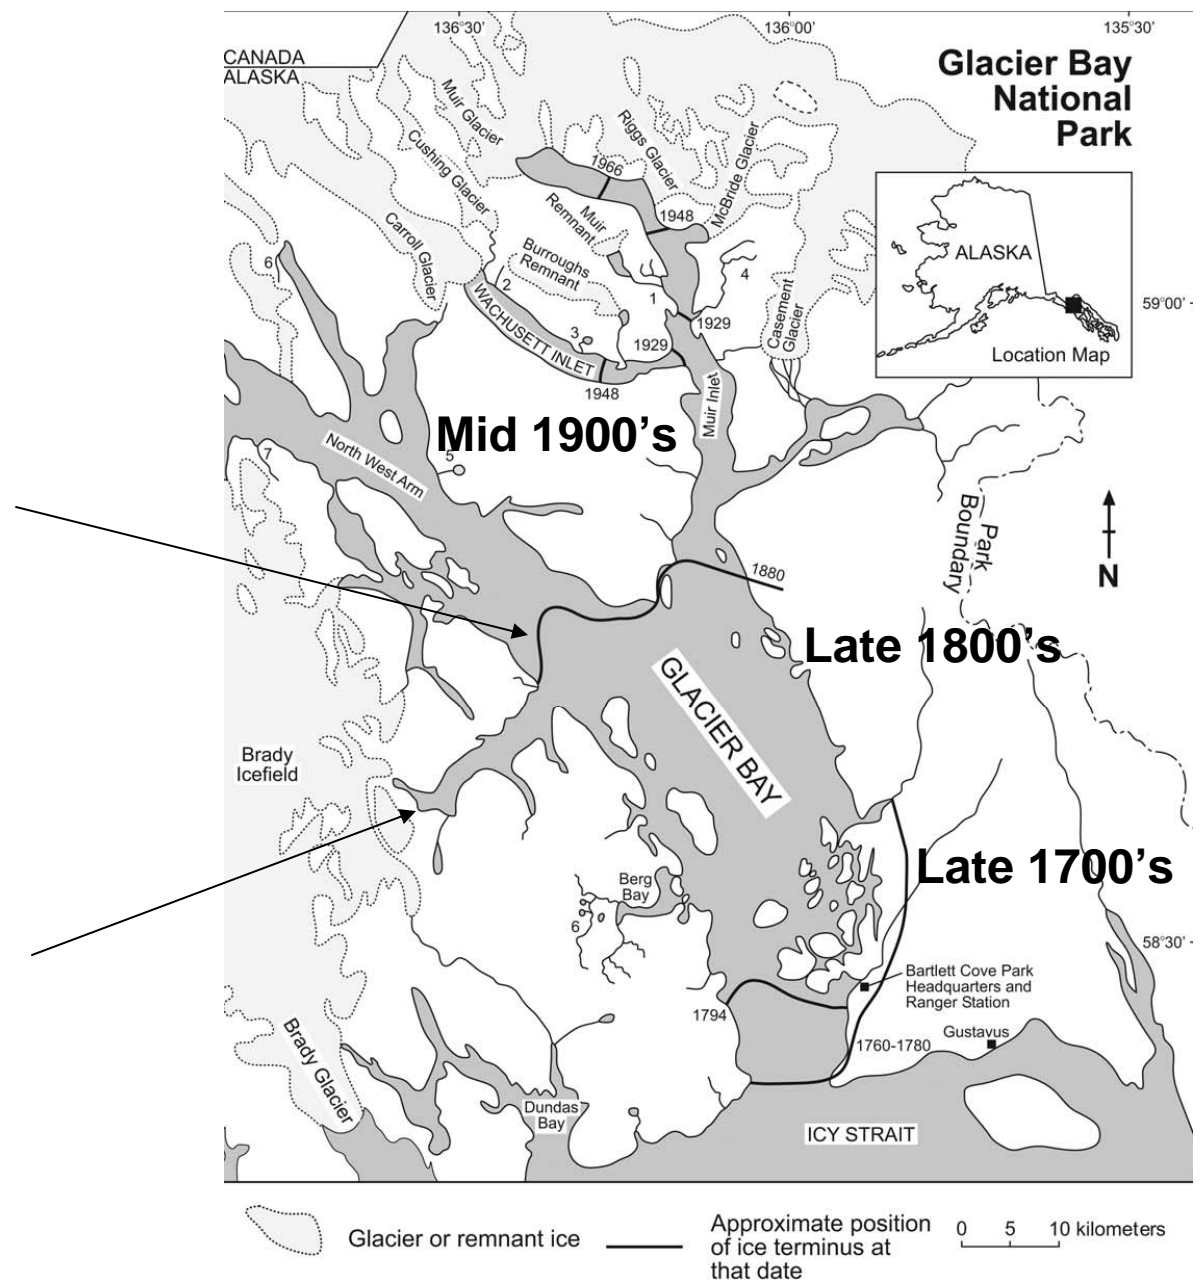 136°30'
136°00'
135°30'
CANADA
ALASKA
Glacier Bay
National
Park
Muir Glacier
Cushing Glacier
Carroll Glacier
Riggs Glacier
McBride Glacier
1966
1948
Muir
Remnant
Burroughs
Remnant
6
2
3
1
4
WACHUSETT INLET
1929
1929
1948
Casement
Glacier
ALASKA
Location Map
59°00'
Muir Inlet
Mid 1900's
North West Arm
5
7
Park
Boundary
N
1880
Late 1800's
GLACIER BAY
Brady
Icefield
Late 1700's
Berg
Bay
6
58°30'
Bartlett Cove Park
Headquarters and
Ranger Station
1794
Gustavus
1760-1780
Brady Glacier
Dundas
Bay
ICY STRAIT
Glacier or remnant ice
Approximate position
of ice terminus at
that date
0 5 10 kilometers